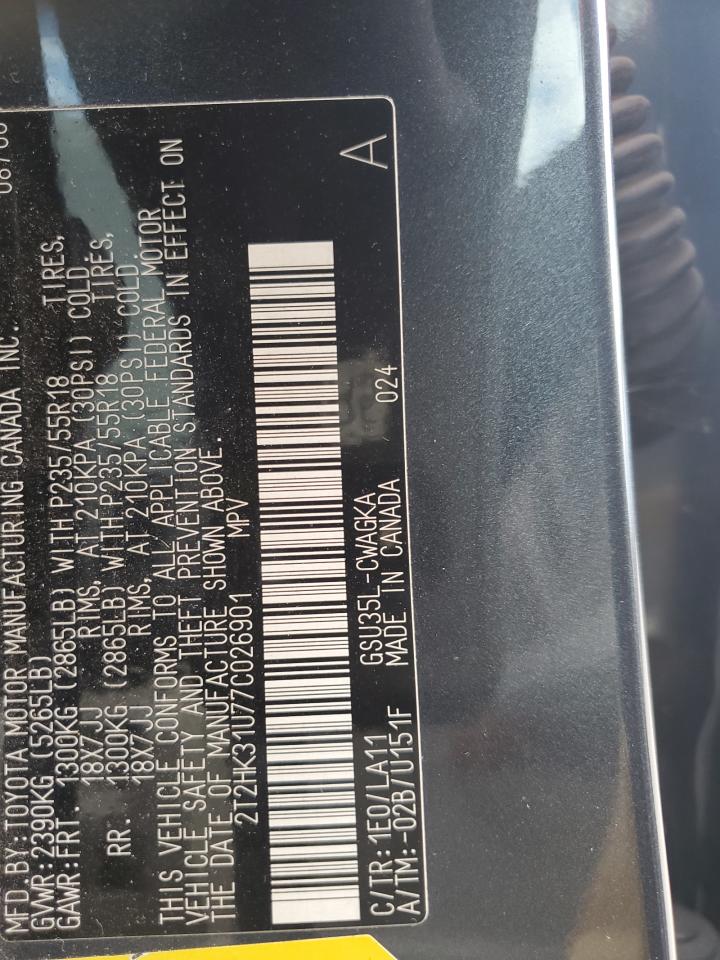 MFD.BY:TOYOTA MOTOR MANUFACTURING CANADA INC.
GVWR:2390KG (5265LB)
GAWR:FRT. 1300KG (2865LB) WITH P235/55R18 TIRES,
18X7JJ RIMS, AT 210KPA (30PSI) COLD
RR. 1300KG (2865LB) WITH P235/55R18 TIRES,
18X7JJ RIMS, AT 210KPA (30PSI) COLD.
THIS VEHICLE CONFORMS TO ALL APPLICABLE FEDERAL MOTOR
VEHICLE SAFETY AND THEFT PREVENTION STANDARDS IN EFFECT ON
THE DATE OF MANUFACTURE SHOWN ABOVE.
2T2HK31U77C026901 MPV
A
C/TR:1E0/LA11 GSU35L-CWAGKA
A/TM:-02B/U151F MADE IN CANADA 024